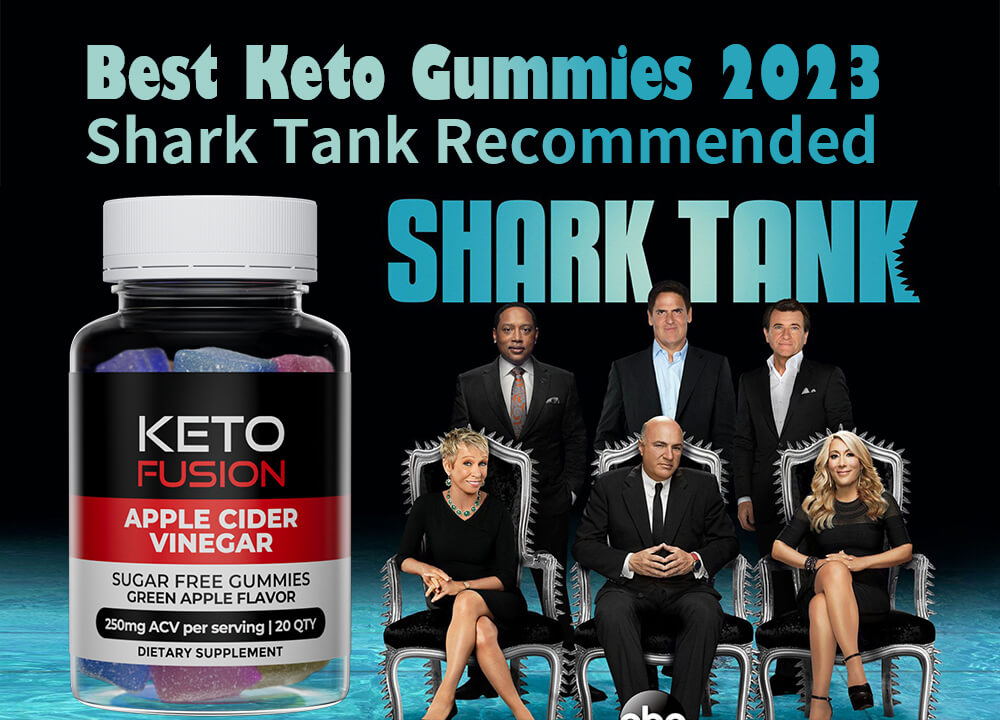 Best Keto Gummies 2023
Shark Tank Recommended
SHARK TANK
KETO
FUSION
APPLE CIDER
VINEGAR
SUGAR FREE GUMMIES
GREEN APPLE FLAVOR
250mg ACV per serving | 20 QTY
DIETARY SUPPLEMENT
abc